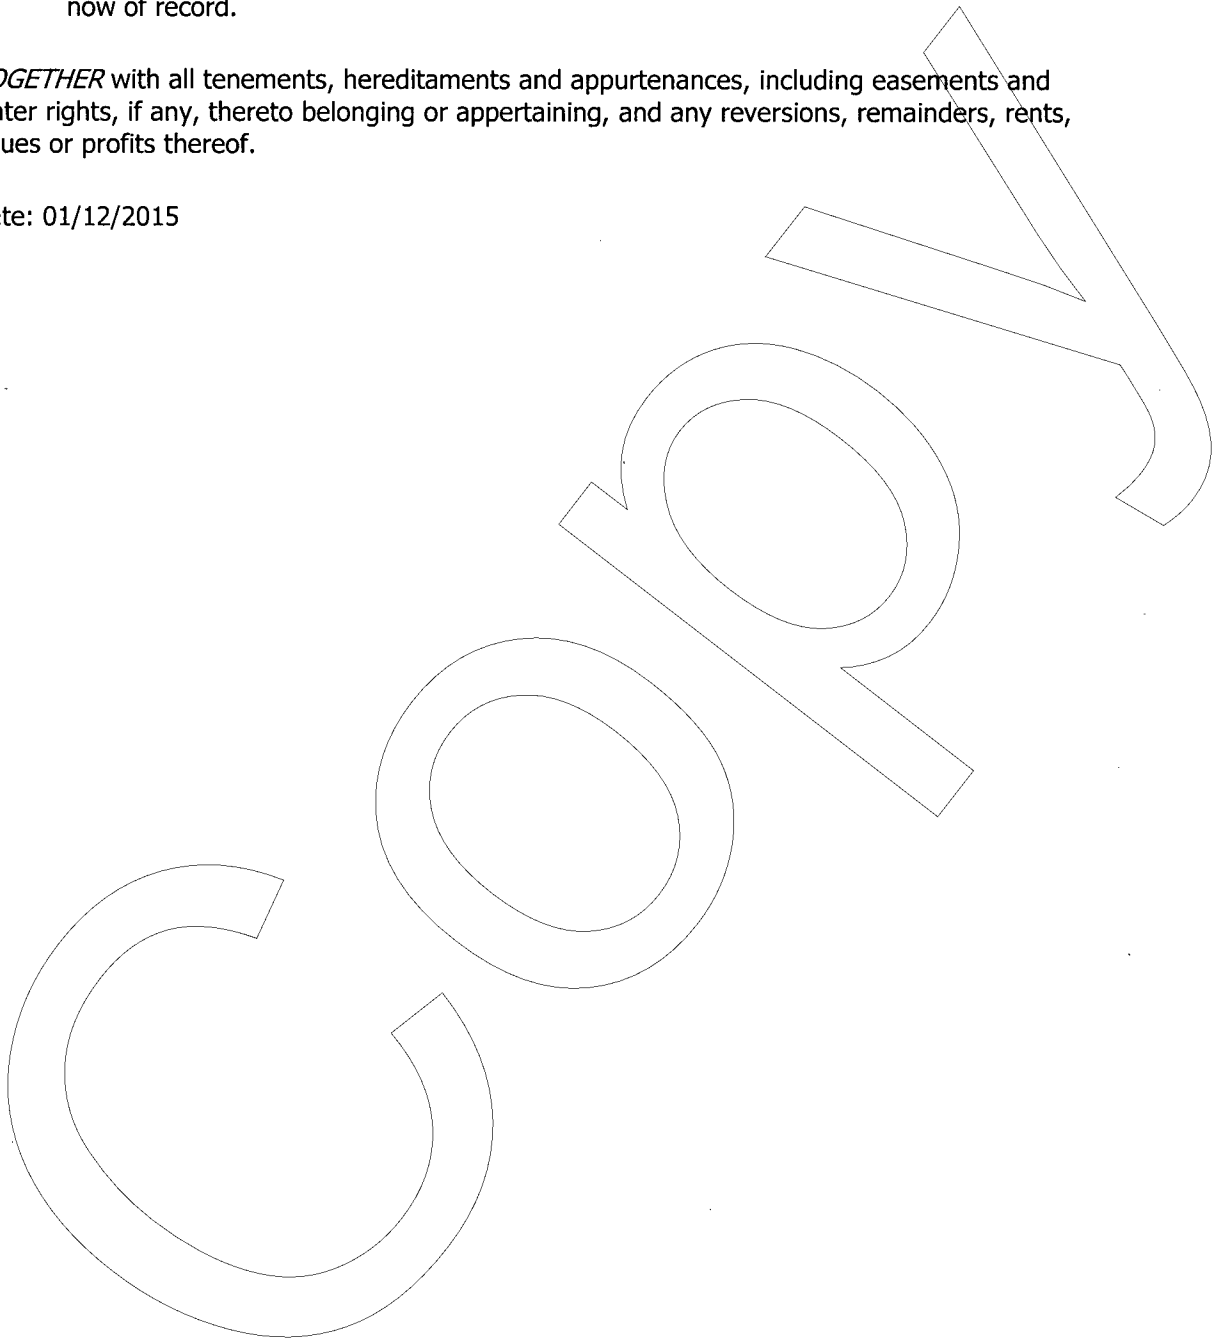 now of record.
OGETHER with all tenements, hereditaments and appurtenances, including easements and
ter rights, if any, thereto belonging or appertaining, and any reversions, remainders, rents,
ues or profits thereof.
te: 01/12/2015
Copy